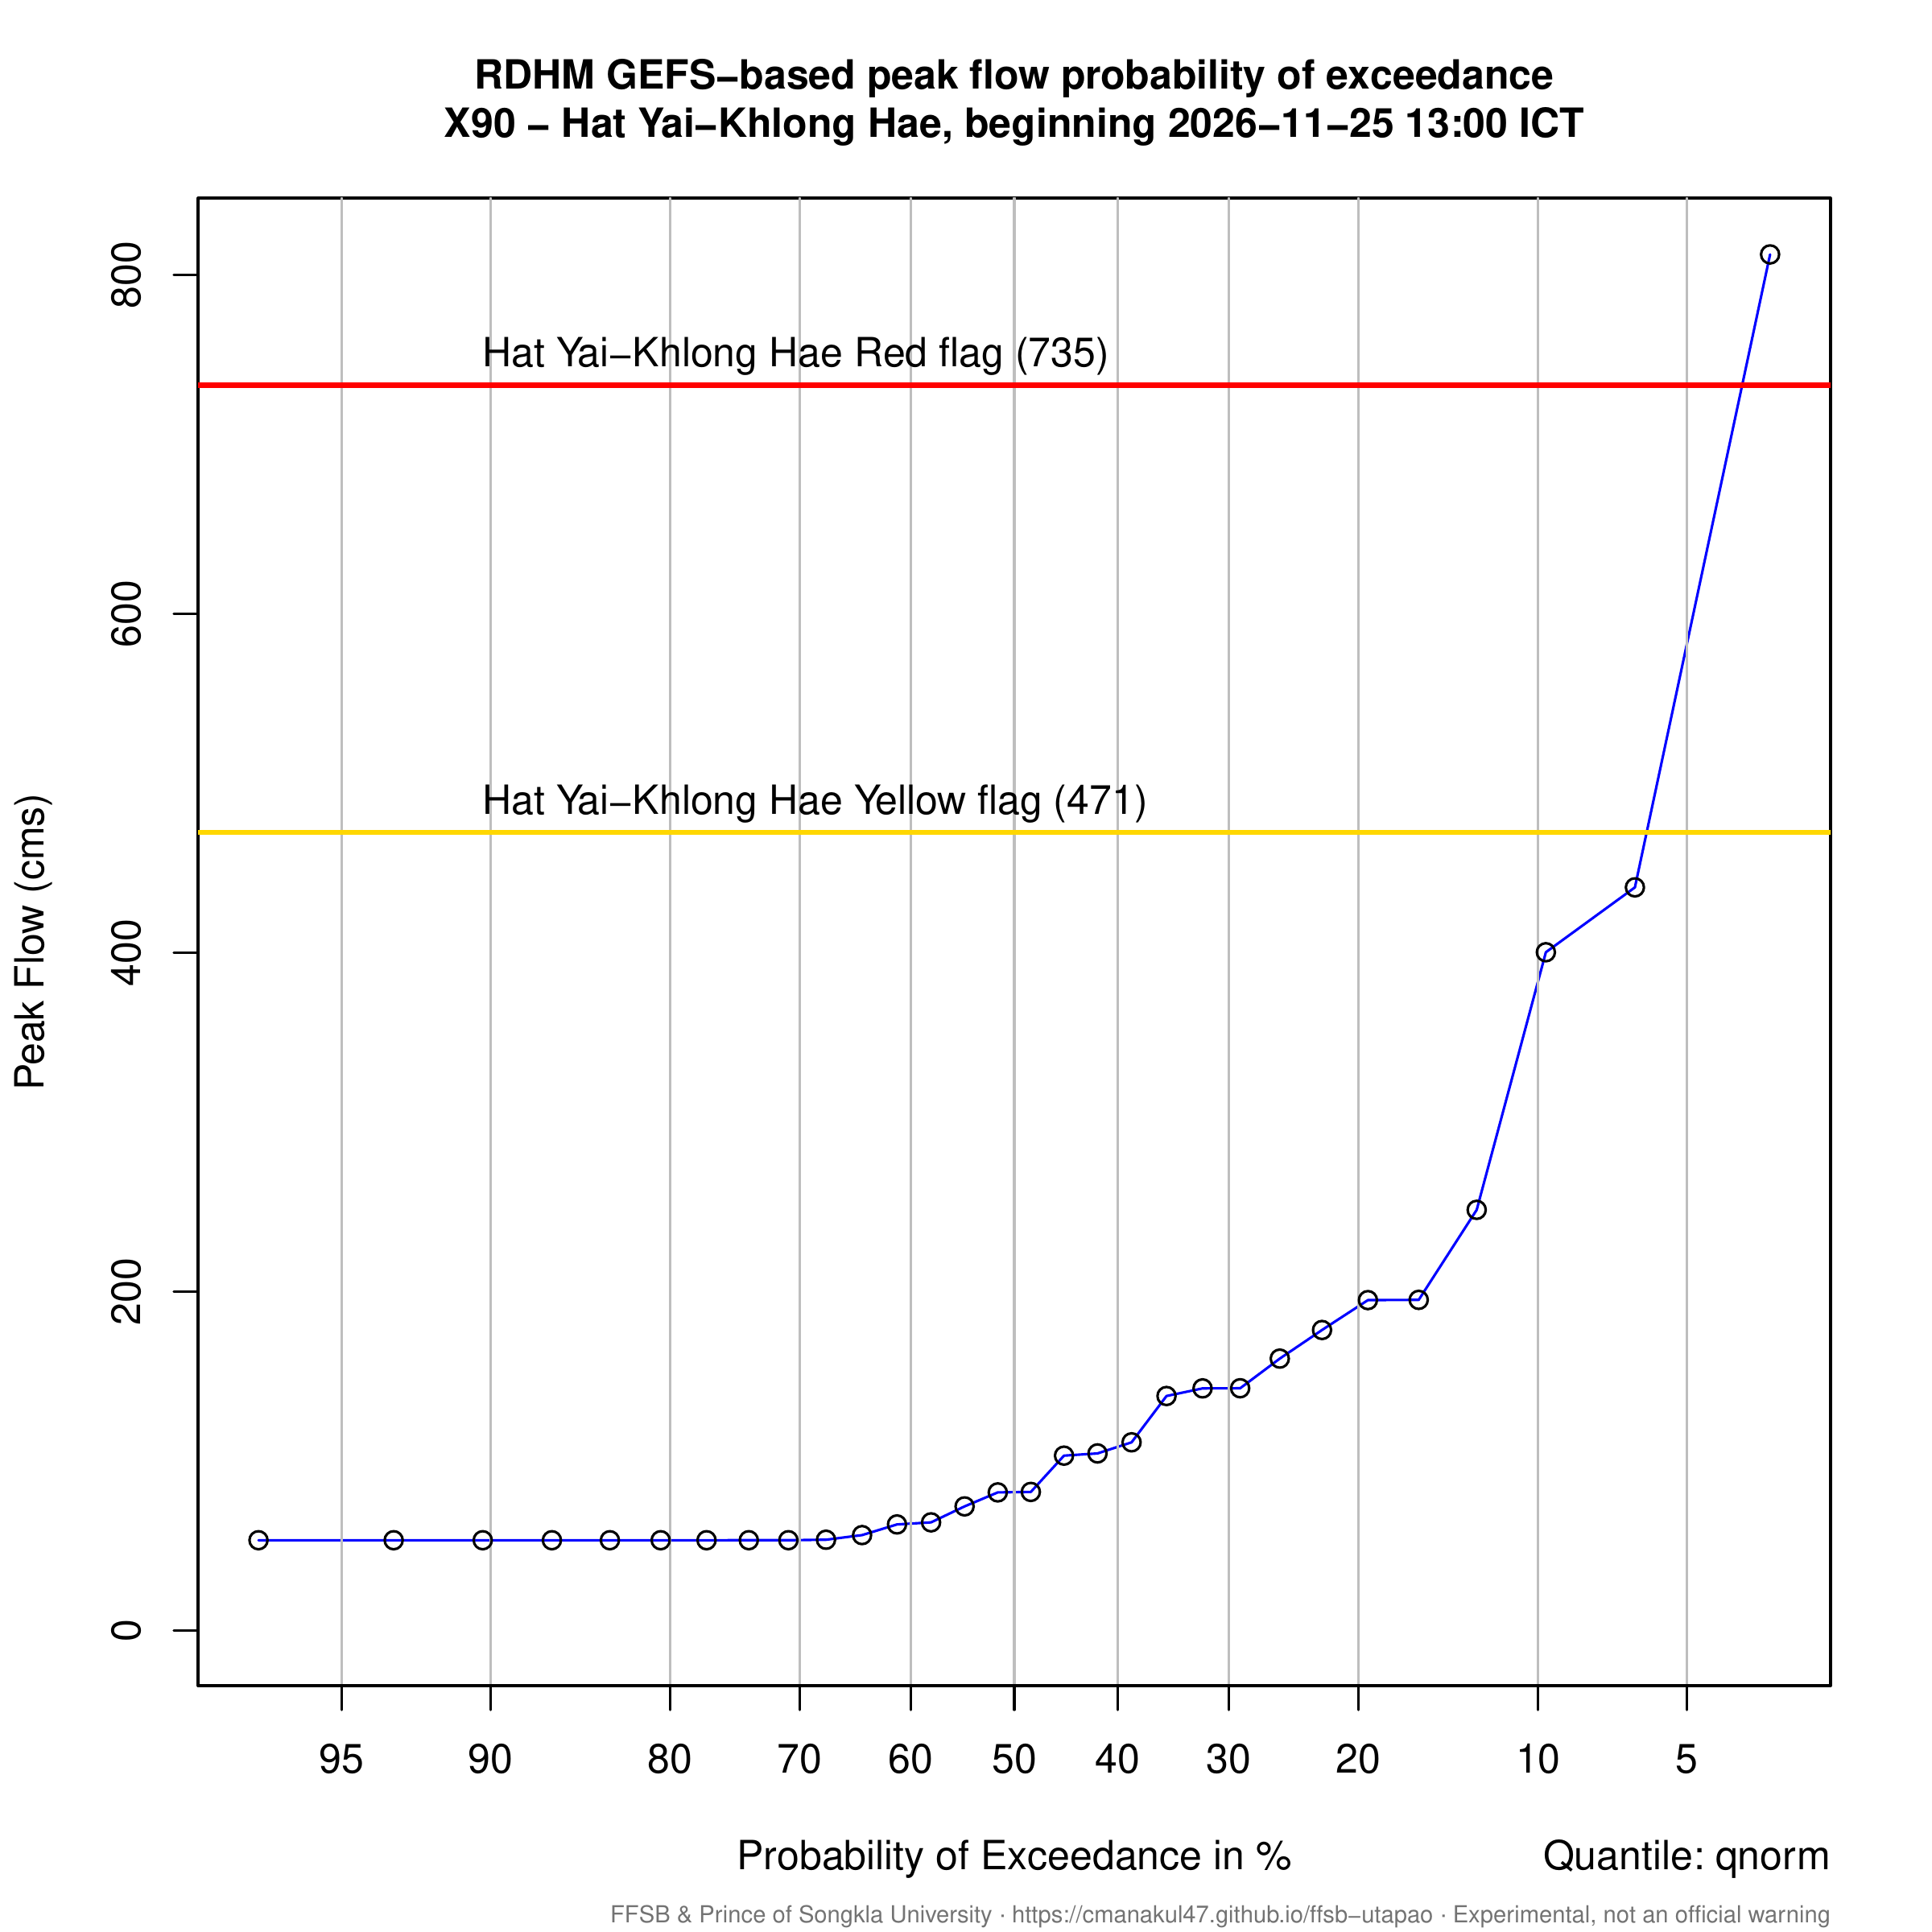 RDHM GEFS–based peak flow probability of exceedance
X90 – Hat Yai–Khlong Hae, beginning 2026–11–25 13:00 ICT
800
Hat Yai–Khlong Hae Red flag (735)
600
Hat Yai–Khlong Hae Yellow flag (471)
Peak Flow (cms)
400
200
0
95 90 80 70 60 50 40 30 20 10 5
Probability of Exceedance in % Quantile: qnorm
FFSB & Prince of Songkla University · https://cmanakul47.github.io/ffsb–utapao · Experimental, not an official warning